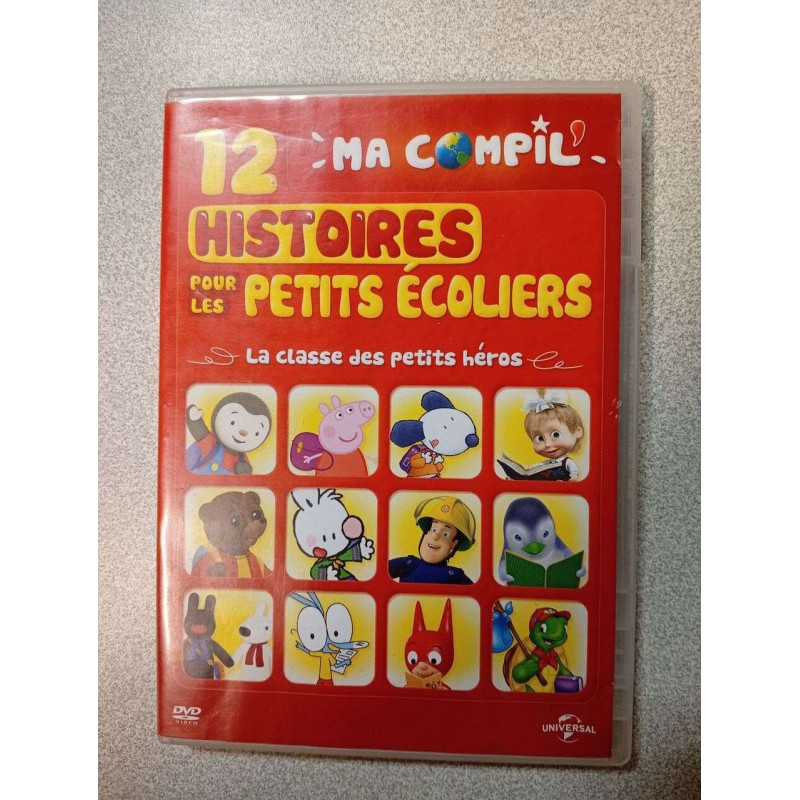 12 MA COMPIL'
HISTOIRES
POUR LES PETITS ÉCOLIERS
La classe des petits héros
DVD
VIDEO
UNIVERSAL